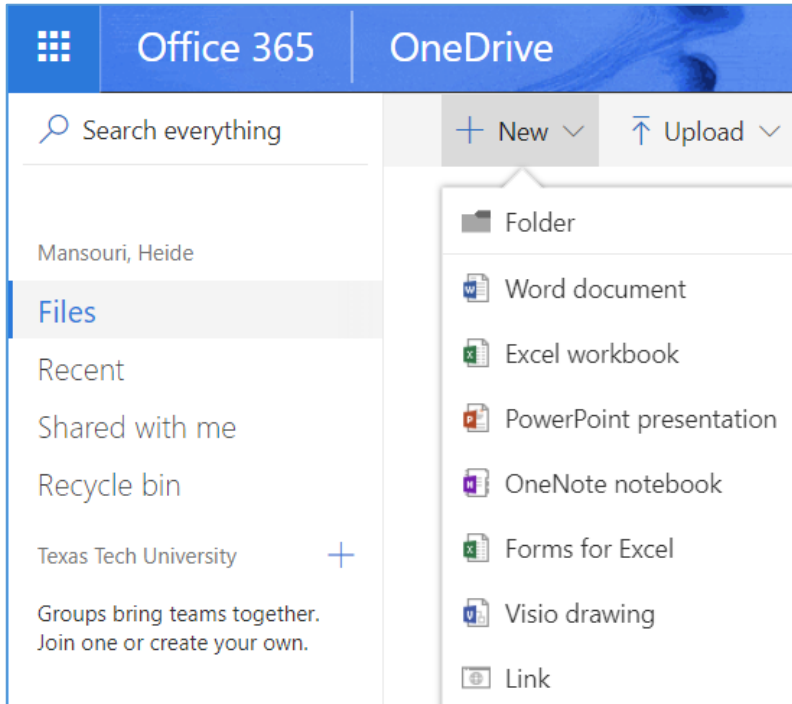 Office 365 OneDrive
Search everything
New Upload
Mansouri, Heide
Files
Recent
Shared with me
Recycle bin
Texas Tech University
Groups bring teams together.
Join one or create your own.
Folder
Word document
Excel workbook
PowerPoint presentation
OneNote notebook
Forms for Excel
Visio drawing
Link